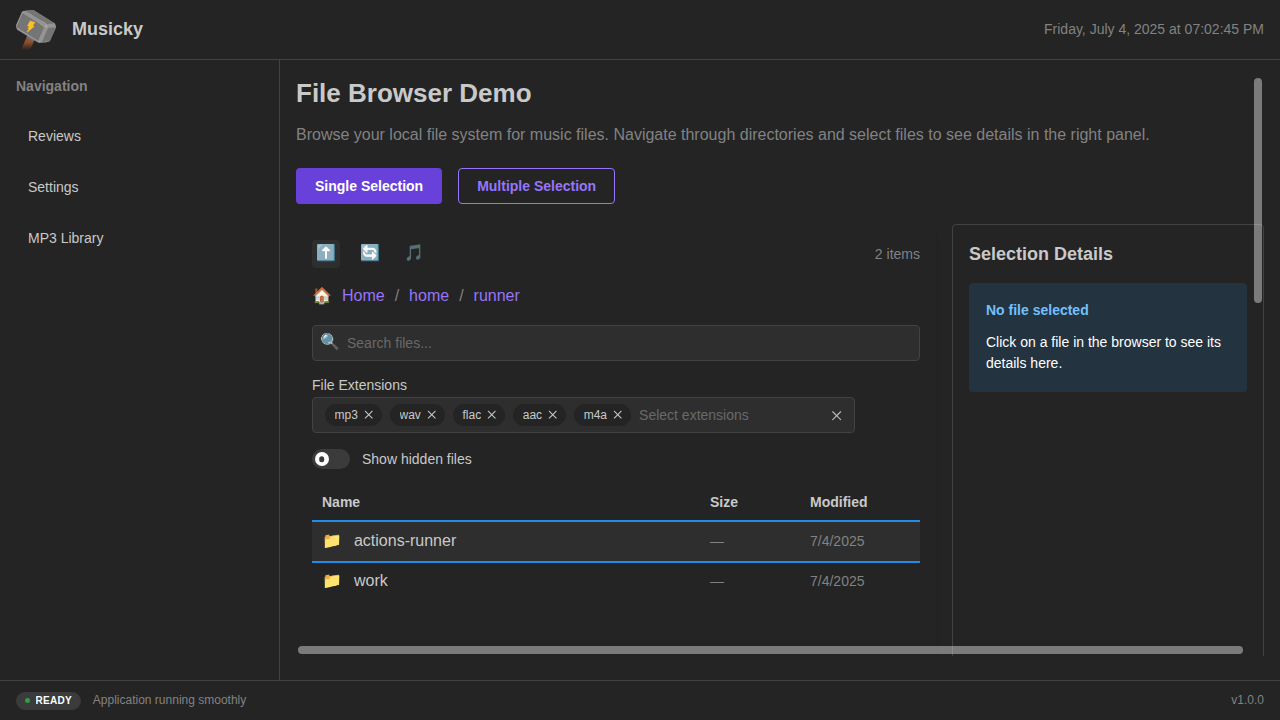 Musicky
Friday, July 4, 2025 at 07:02:45 PM
Navigation
Reviews
Settings
MP3 Library
File Browser Demo
Browse your local file system for music files. Navigate through directories and select files to see details in the right panel.
Single Selection
Multiple Selection
2 items
Home / home / runner
Search files...
File Extensions
mp3 wav flac aac m4a Select extensions
Show hidden files
Name Size Modified
actions-runner — 7/4/2025
work — 7/4/2025
Selection Details
No file selected
Click on a file in the browser to see its
details here.
READY Application running smoothly
v1.0.0